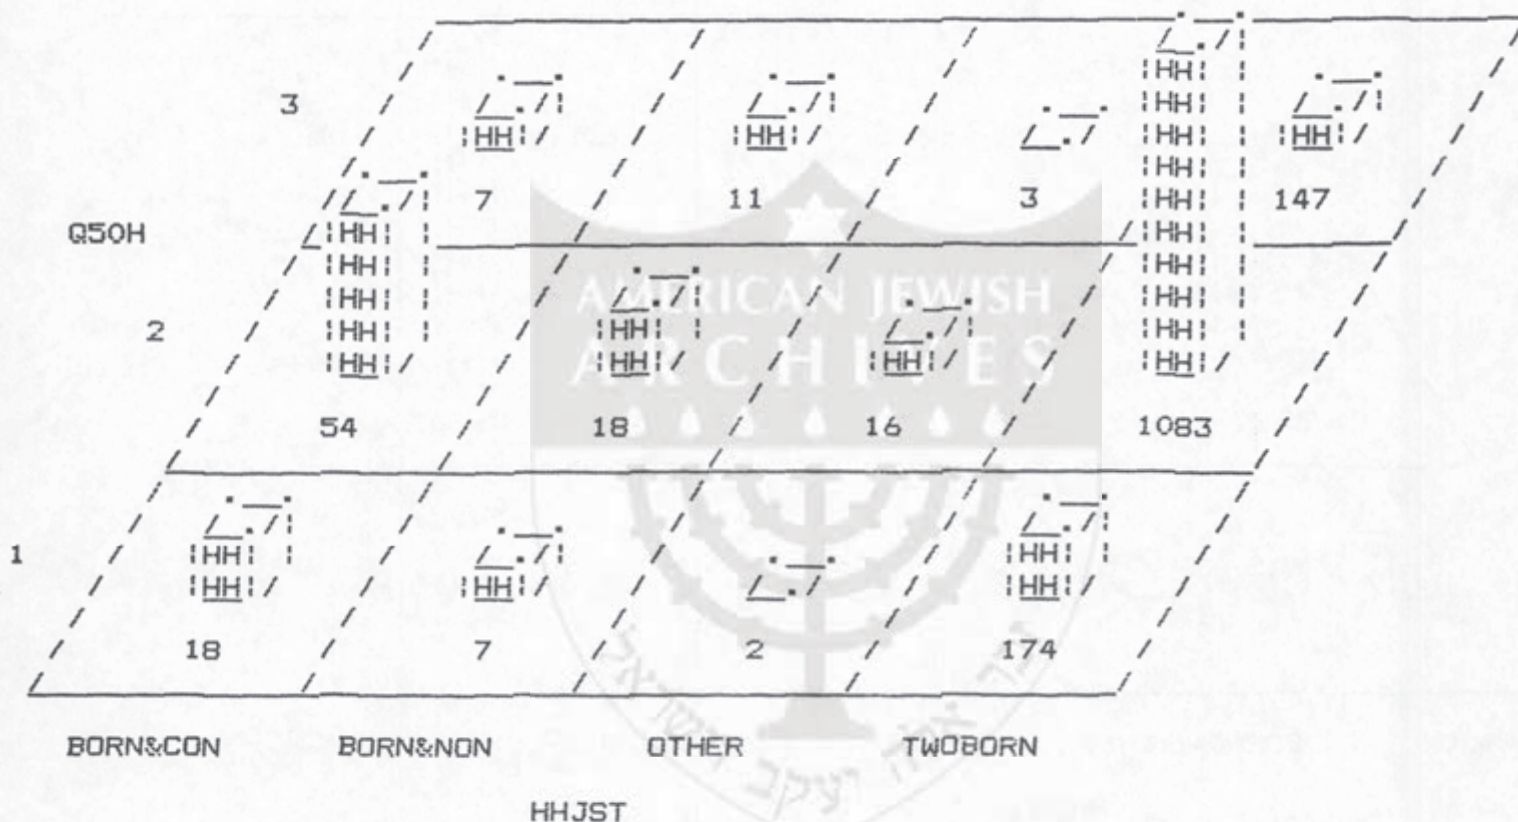 3
7 11 3 147
Q50H
2
54 18 16 1083
1
18 7 2 174
BORN&CON BORN&NON OTHER TWOBORN
HHJST
AMERICAN JEWISH
ARCHIVES